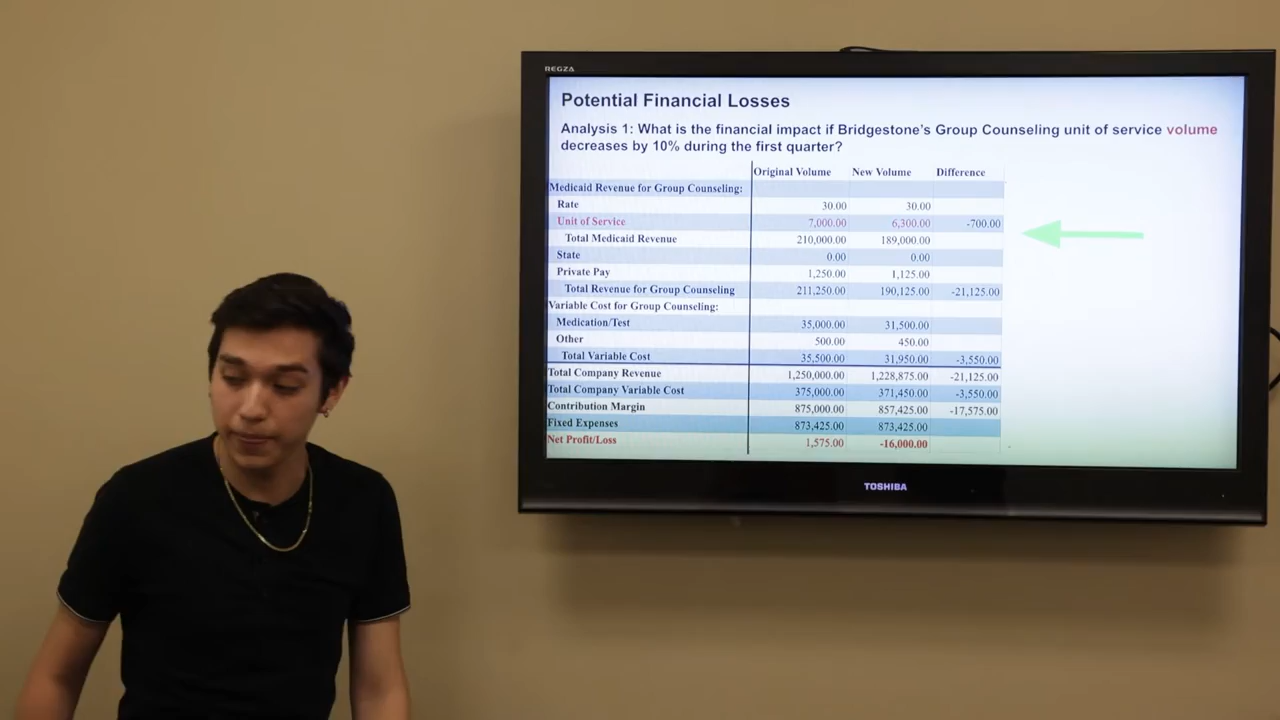 REGZA
Potential Financial Losses
Analysis 1: What is the financial impact if Bridgestone's Group Counseling unit of service volume
decreases by 10% during the first quarter?
Original Volume New Volume Difference
Medicaid Revenue for Group Counseling:
Rate 30.00 30.00
Unit of Service 7,000.00 6,300.00 -700.00
Total Medicaid Revenue 210,000.00 189,000.00
State 0.00 0.00
Private Pay 1,250.00 1,125.00
Total Revenue for Group Counseling 211,250.00 190,125.00 -21,125.00
Variable Cost for Group Counseling:
Medication/Test 35,000.00 31,500.00
Other 500.00 450.00
Total Variable Cost 35,500.00 31,950.00 -3,550.00
Total Company Revenue 1,250,000.00 1,228,875.00 -21,125.00
Total Company Variable Cost 375,000.00 371,450.00 -3,550.00
Contribution Margin 875,000.00 857,425.00 -17,575.00
Fixed Expenses 873,425.00 873,425.00
Net Profit/Loss 1,575.00 -16,000.00
TOSHIBA